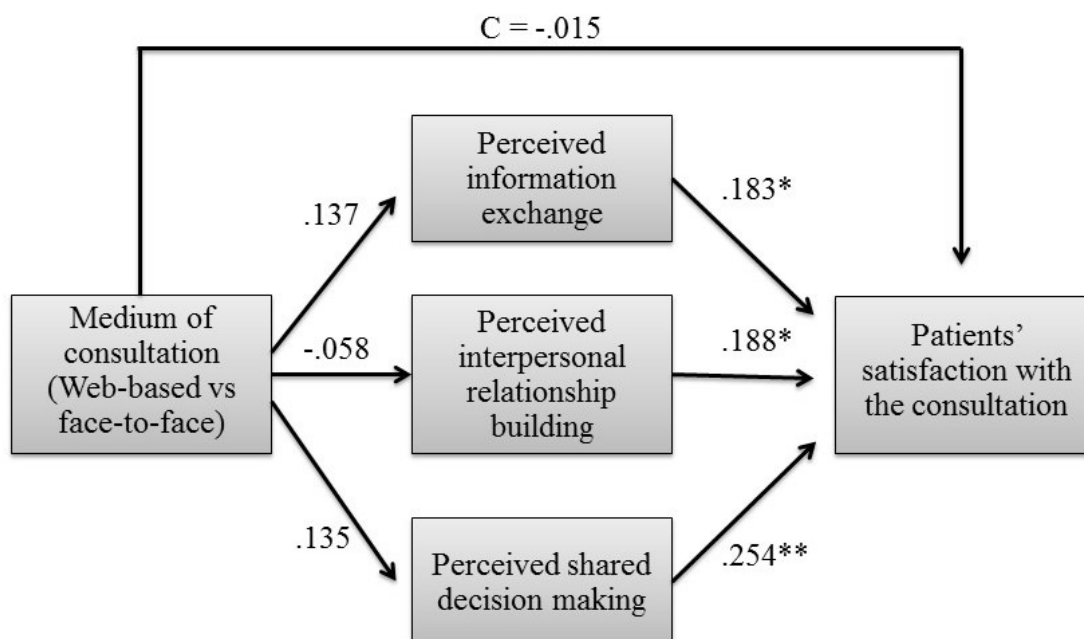 C = -.015
Perceived
information
exchange
.137
.183*
Medium of
consultation
(Web-based vs
face-to-face)
-.058
Perceived
interpersonal
relationship
building
.188*
Patients’
satisfaction with
the consultation
.135
Perceived shared
decision making
.254**